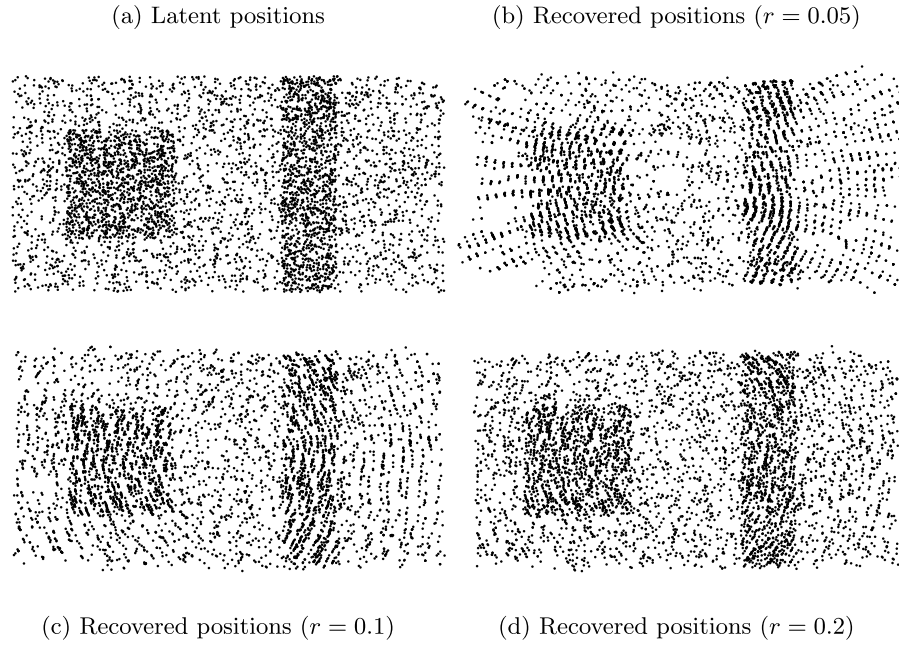 (a) Latent positions
(b) Recovered positions (r = 0.05)
(c) Recovered positions (r = 0.1)
(d) Recovered positions (r = 0.2)